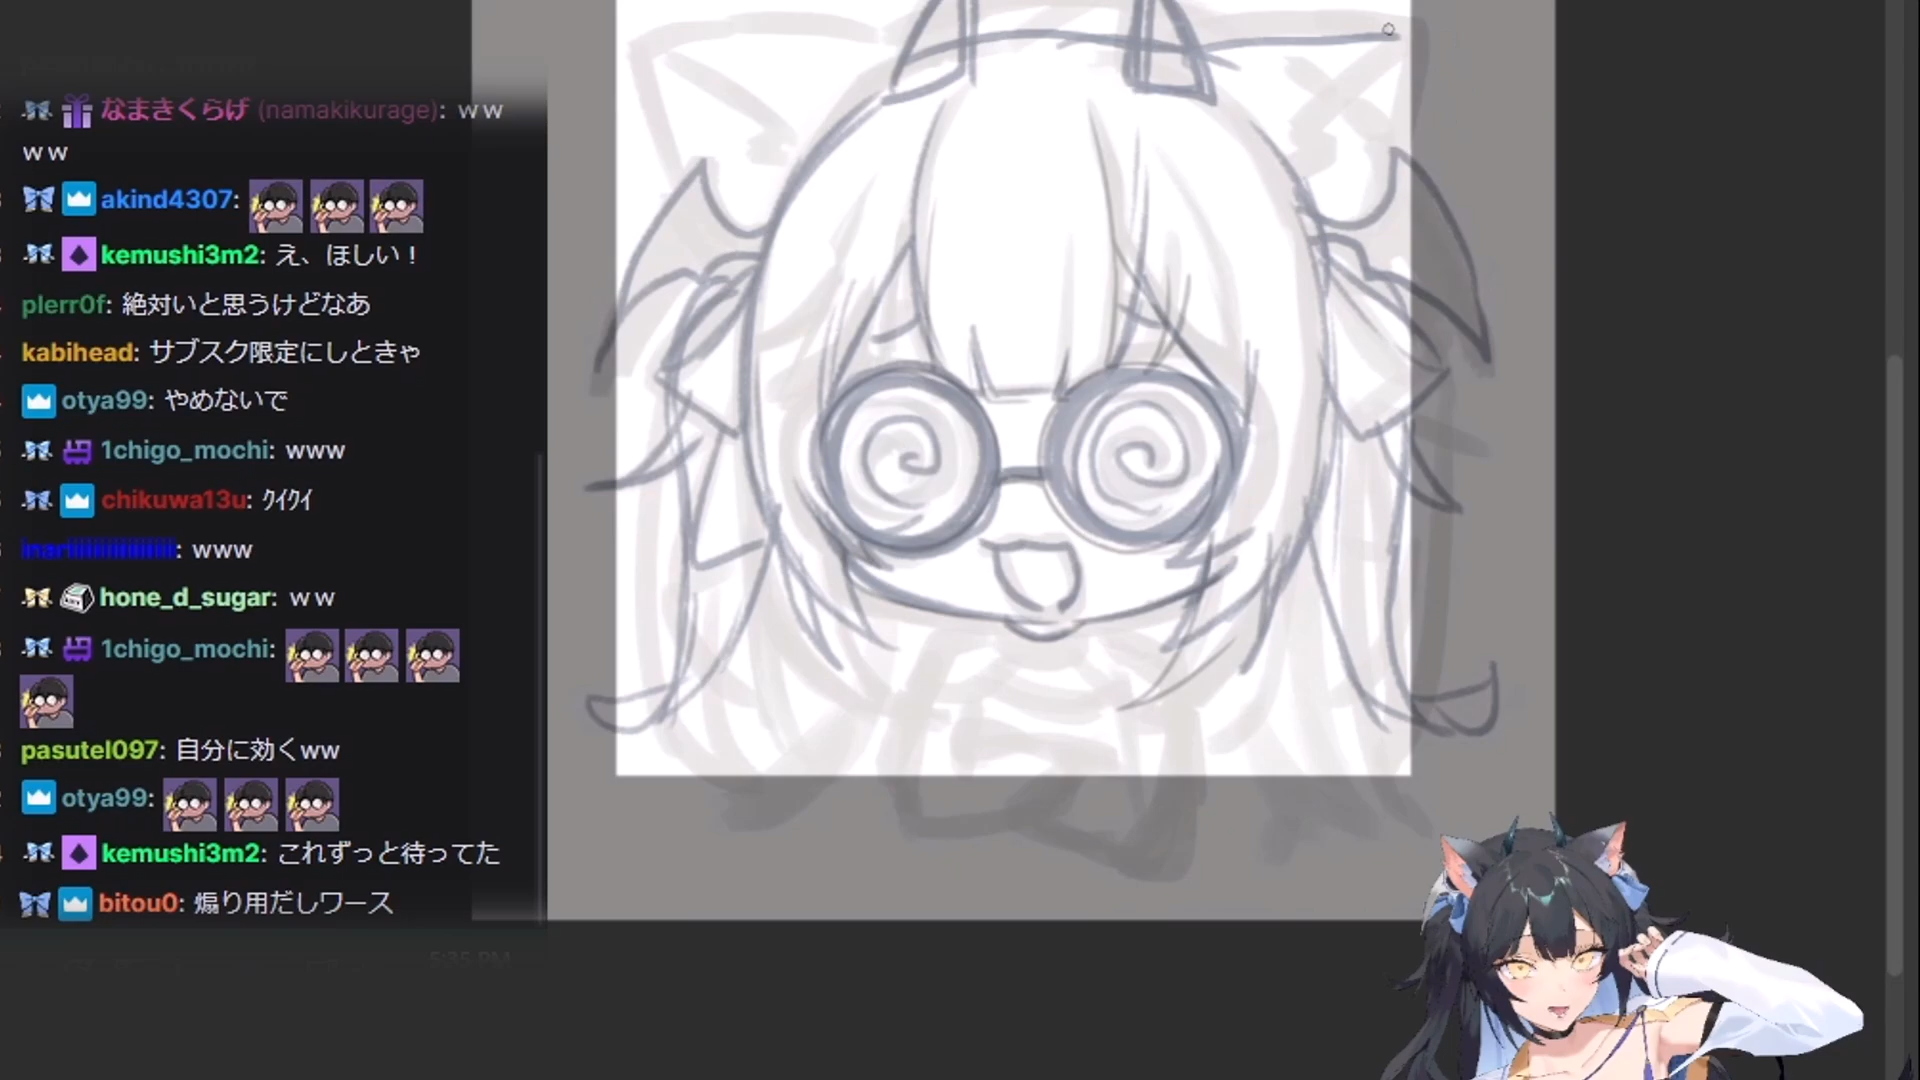 なまきくらげ (namakikurage): ｗｗ
ｗｗ
akind4307:
kemushi3m2: え、ほしい！
plerr0f: 絶対いと思うけどなあ
kabihead: サブスク限定にしときゃ
otya99: やめないで
1chigo_mochi: www
chikuwa13u: ｸｲｸｲ
www
hone_d_sugar: ｗｗ
1chigo_mochi:
pasutel097: 自分に効くww
otya99:
kemushi3m2: これずっと待ってた
bitou0: 煽り用だしワース
5:35 PM